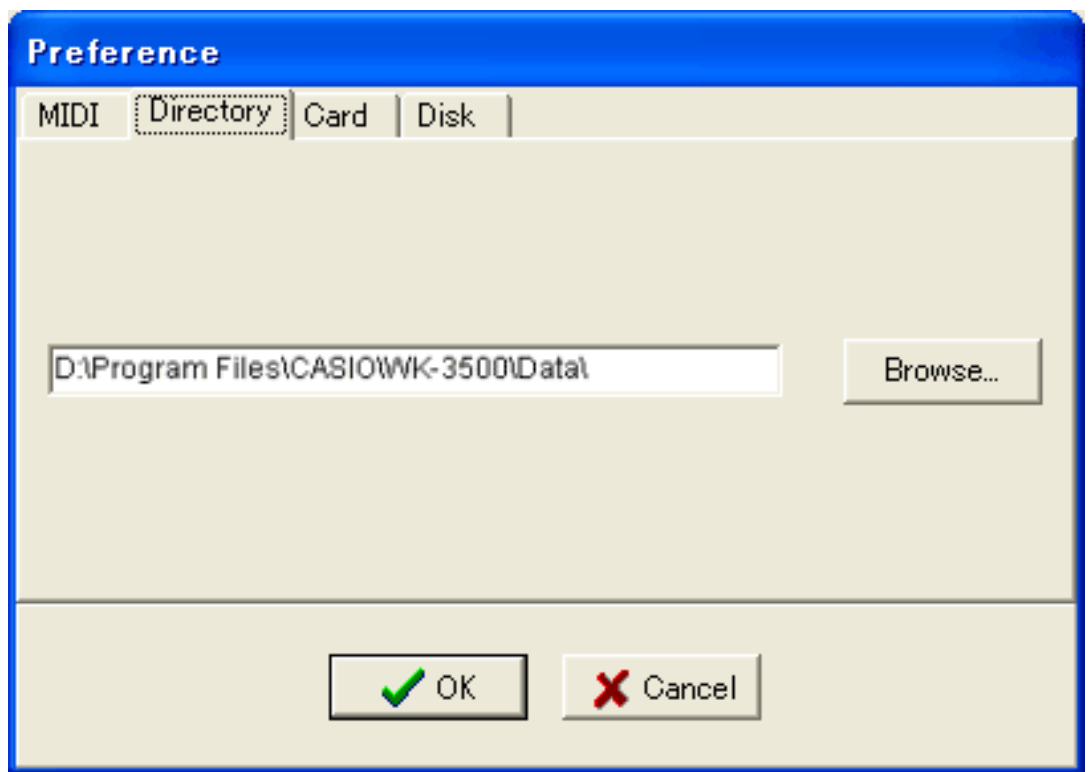 Preference
MIDI Directory Card Disk
D:\Program Files\CASIO\WK-3500\Data\ Browse...
OK Cancel